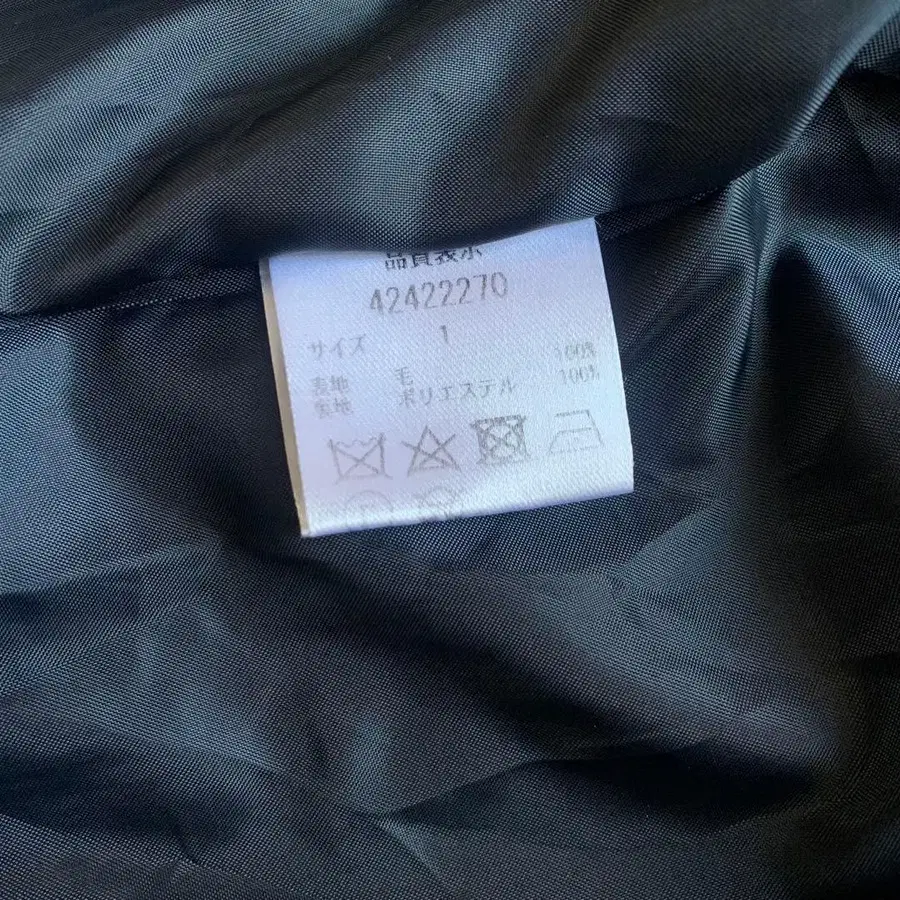 品質表示
42422270
サイズ 1
表地 毛 100%
裏地 ポリエステル 100%